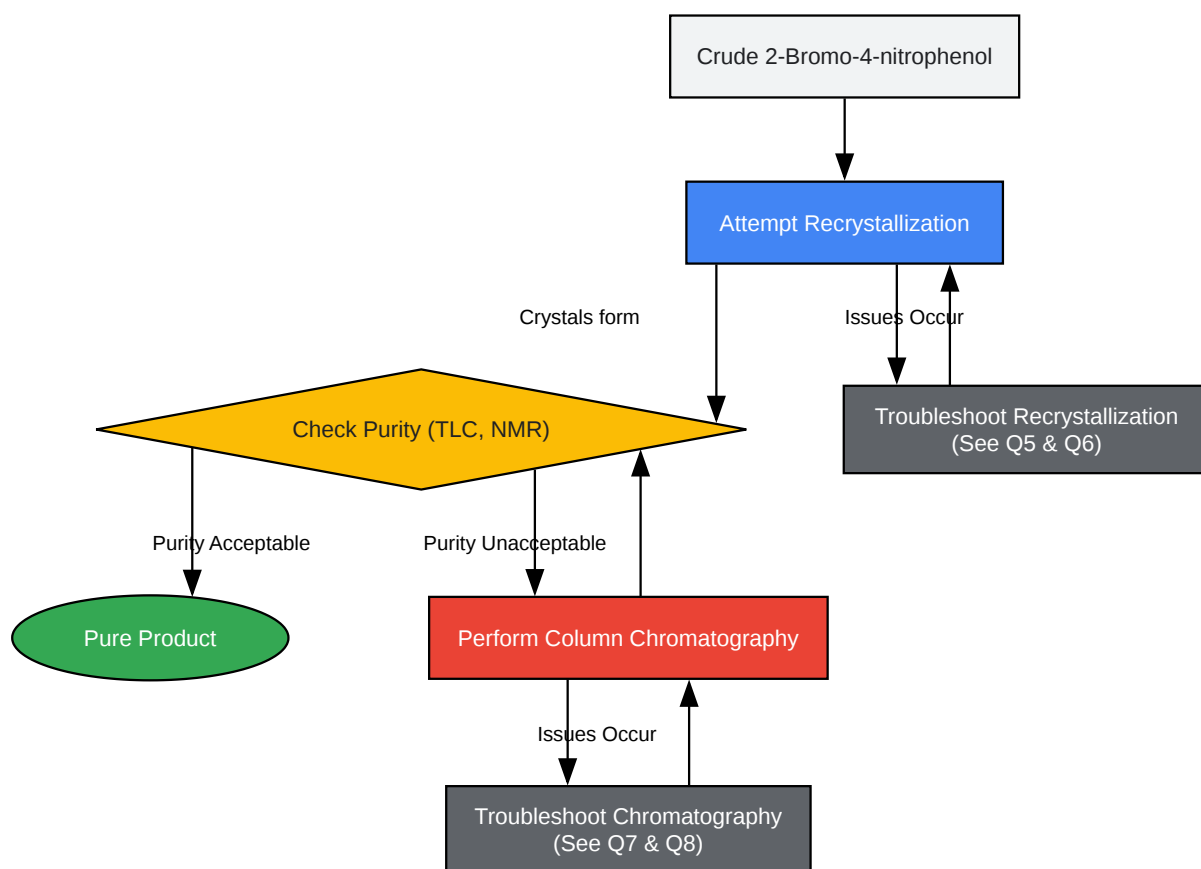 Crude 2-Bromo-4-nitrophenol
Attempt Recrystallization
Crystals form
Issues Occur
Troubleshoot Recrystallization
(See Q5 & Q6)
Check Purity (TLC, NMR)
Purity Acceptable
Purity Unacceptable
Pure Product
Perform Column Chromatography
Issues Occur
Troubleshoot Chromatography
(See Q7 & Q8)